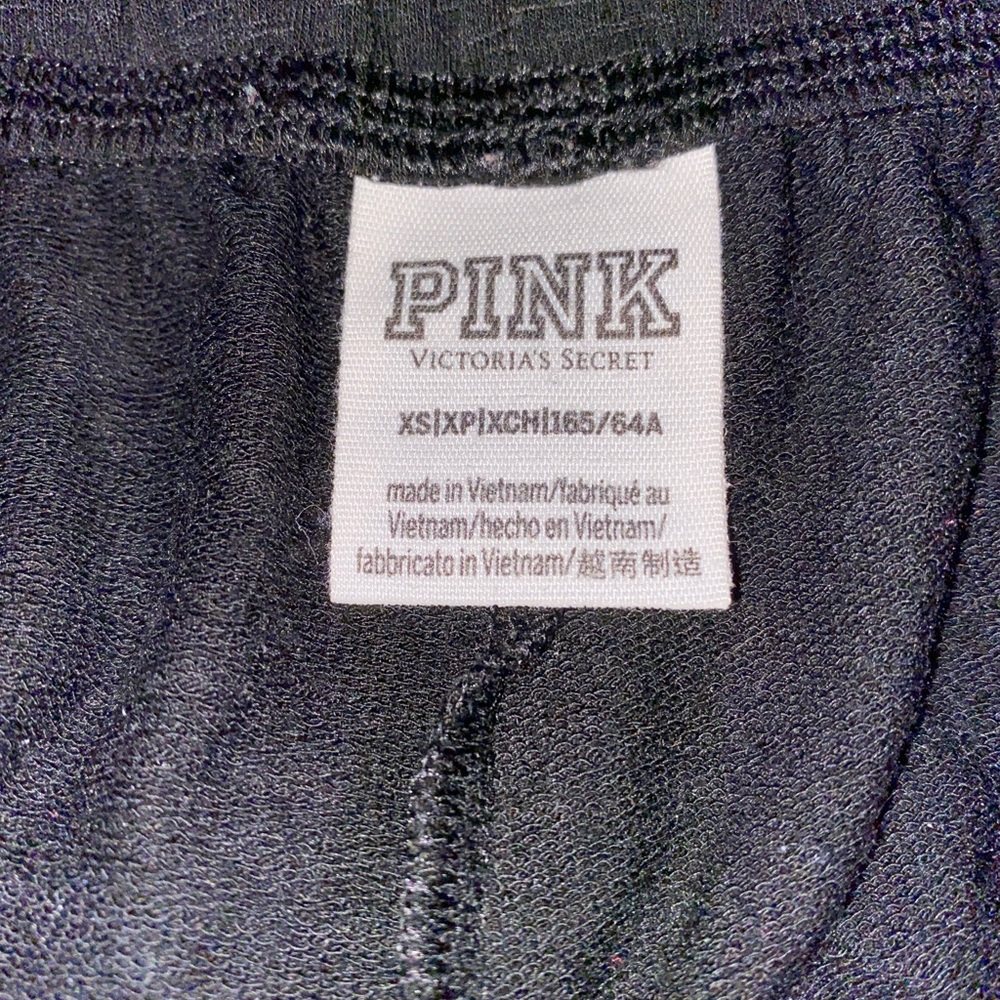 PINK
VICTORIA'S SECRET
XS|XP|XCH|165/64A
made in Vietnam/fabriqué au
Vietnam/hecho en Vietnam/
fabbricato in Vietnam/越南制造